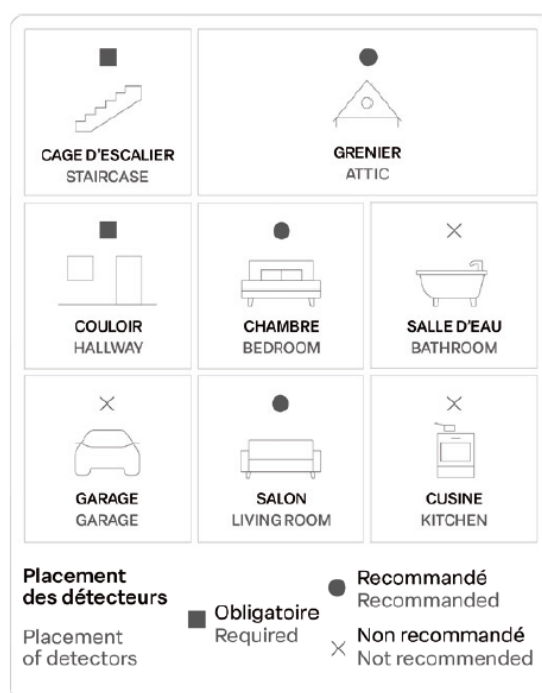 CAGE D'ESCALIER
STAIRCASE
GRENIER
ATTIC
COULOIR
HALLWAY
CHAMBRE
BEDROOM
SALLE D'EAU
BATHROOM
GARAGE
GARAGE
SALON
LIVING ROOM
CUSINE
KITCHEN
Placement
des détecteurs
Placement
of detectors
Obligatoire
Required
Recommandé
Recommanded
Non recommandé
Not recommended